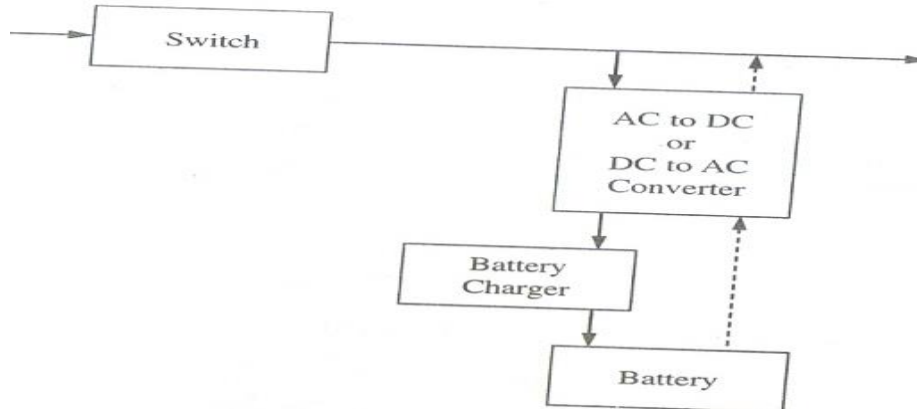 Switch
AC to DC
or
DC to AC
Converter
Battery
Charger
Battery